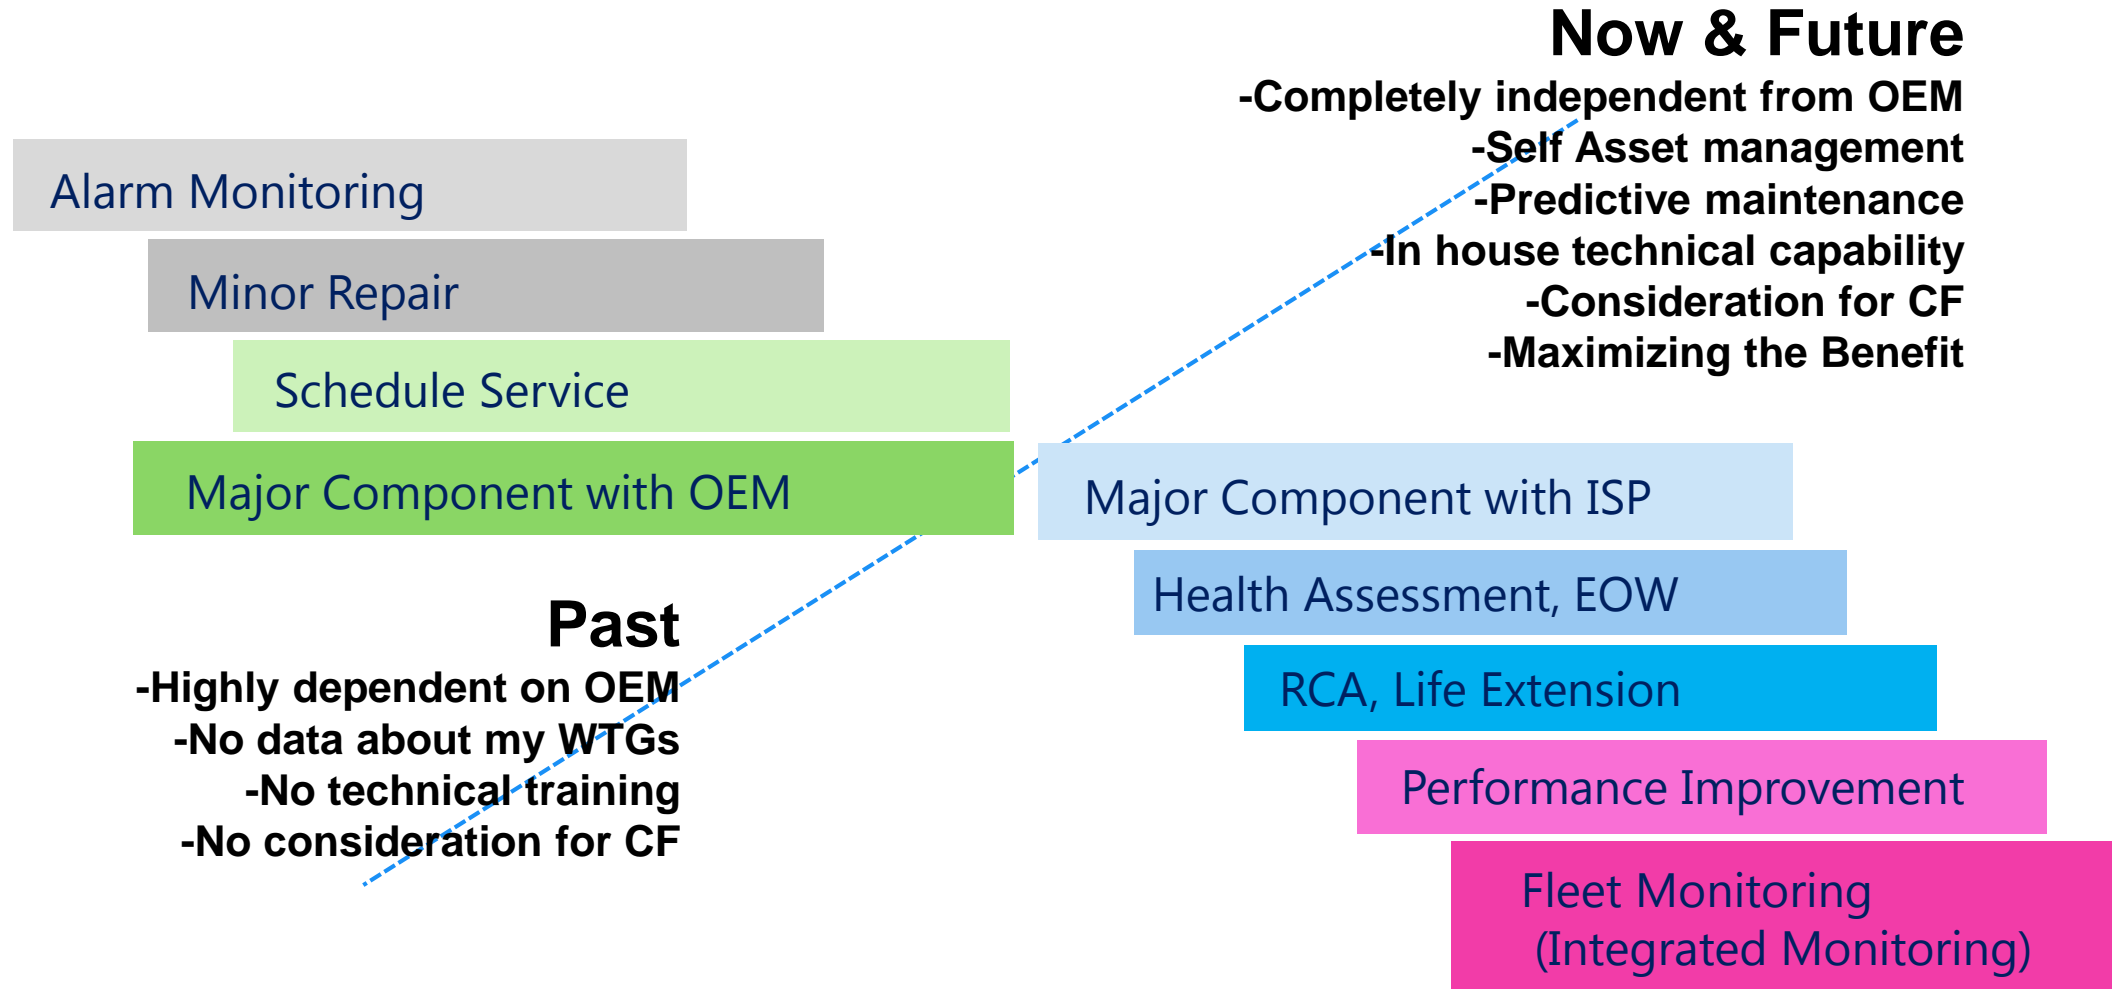 Now & Future
-Completely independent from OEM
-Self Asset management
-Predictive maintenance
-In house technical capability
-Consideration for CF
-Maximizing the Benefit
Alarm Monitoring
Minor Repair
Schedule Service
Major Component with OEM
Past
-Highly dependent on OEM
-No data about my WTGs
-No technical training
-No consideration for CF
Major Component with ISP
Health Assessment, EOW
RCA, Life Extension
Performance Improvement
Fleet Monitoring
(Integrated Monitoring)